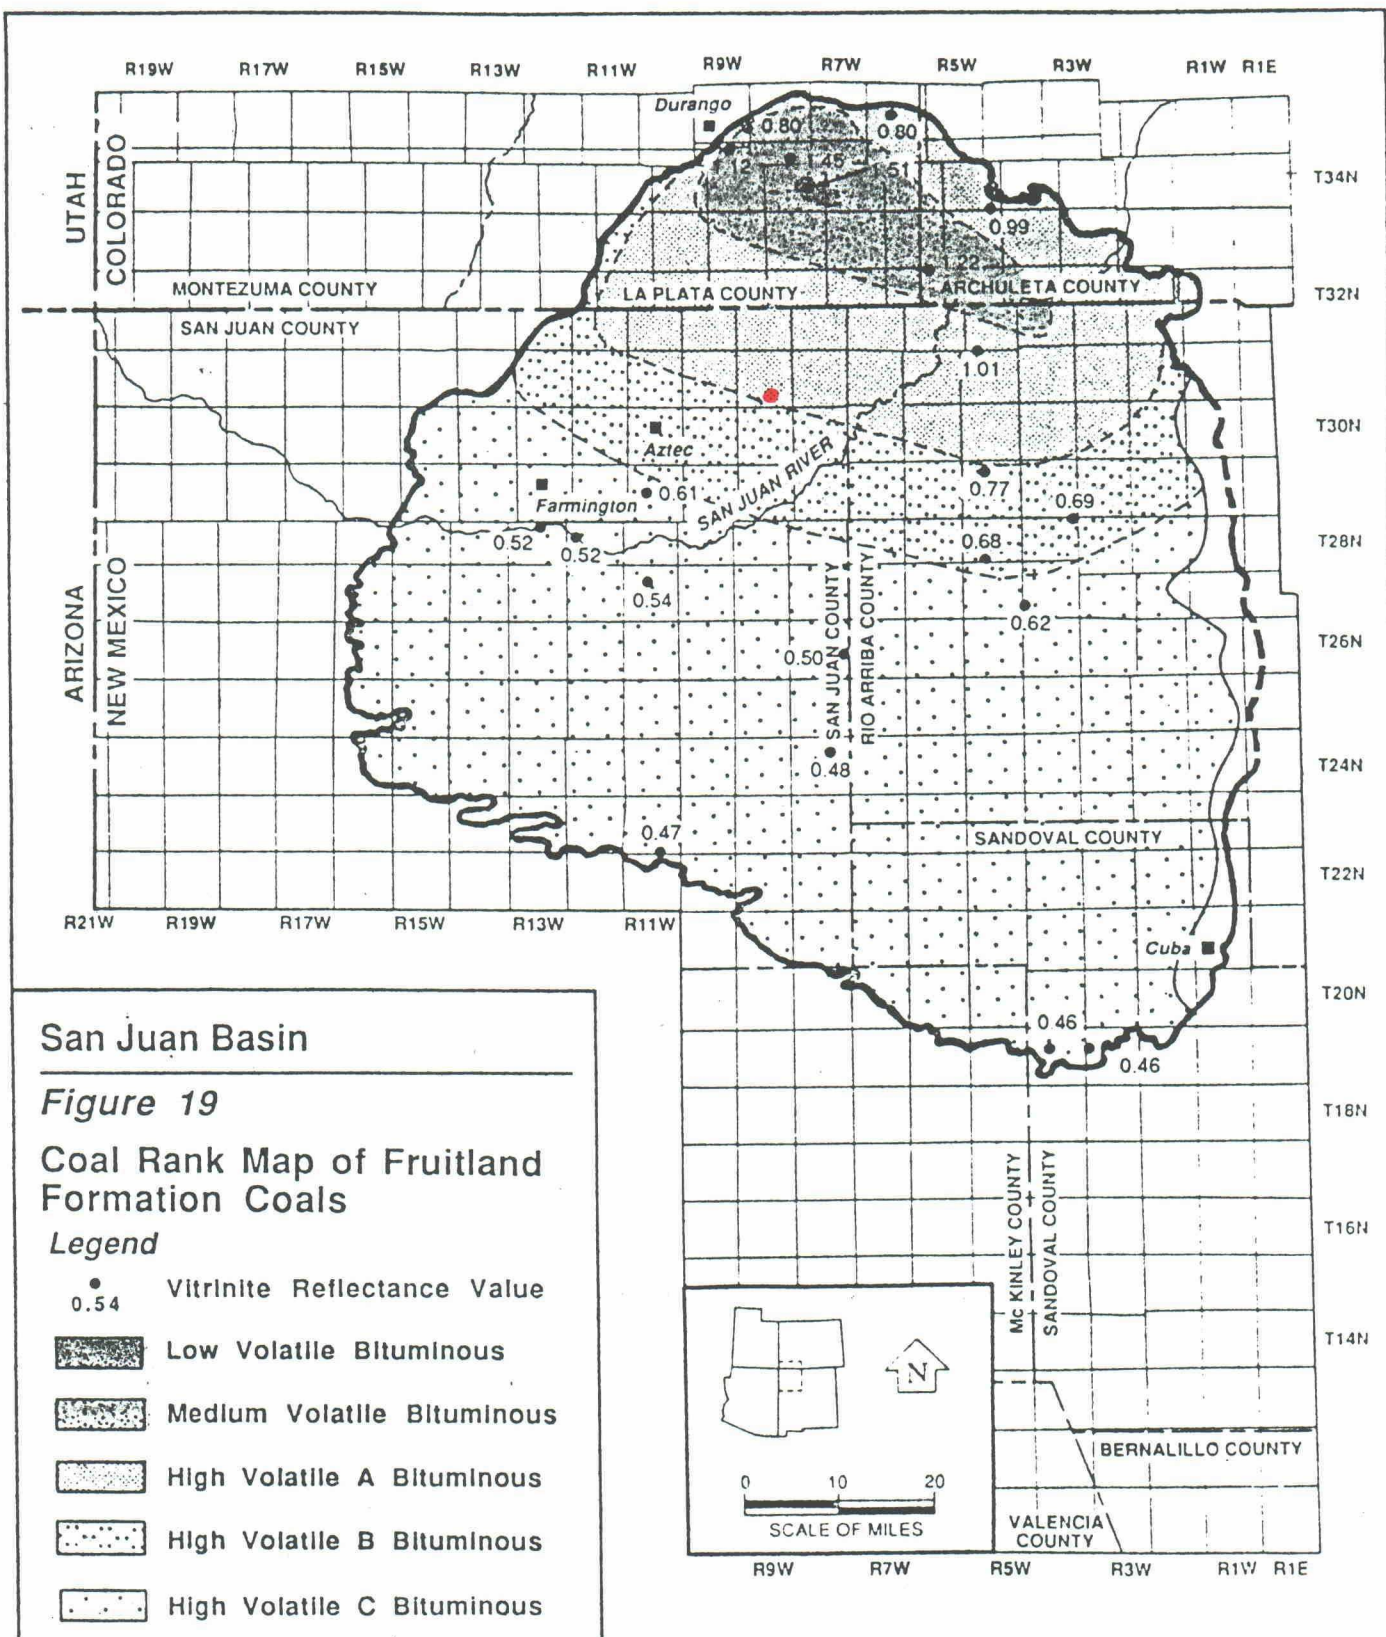 R19W R17W R15W R13W R11W R9W R7W R5W R3W R1W R1E
Durango
0.80
0.80
1.45
1.51
T34N
UTAH
COLORADO
0.99
MONTEZUMA COUNTY
LA PLATA COUNTY
ARCHULETA COUNTY
T32N
SAN JUAN COUNTY
1.01
T30N
Aztec
SAN JUAN RIVER
0.61
0.77
0.69
Farmington
0.52
0.52
0.68
T28N
0.54
0.62
ARIZONA
NEW MEXICO
SAN JUAN COUNTY
RIO ARRIBA COUNTY
T26N
0.50
0.48
T24N
0.47
SANDOVAL COUNTY
T22N
R21W R19W R17W R15W R13W R11W
Cuba
T20N
0.46
0.46
San Juan Basin
Figure 19
Coal Rank Map of Fruitland
Formation Coals
Legend
0.54 Vitrinite Reflectance Value
Low Volatile Bituminous
Medium Volatile Bituminous
High Volatile A Bituminous
High Volatile B Bituminous
High Volatile C Bituminous
T18N
McKINLEY COUNTY
SANDOVAL COUNTY
T16N
T14N
N
0 10 20
SCALE OF MILES
BERNALILLO COUNTY
VALENCIA
COUNTY
R9W R7W R5W R3W R1W R1E